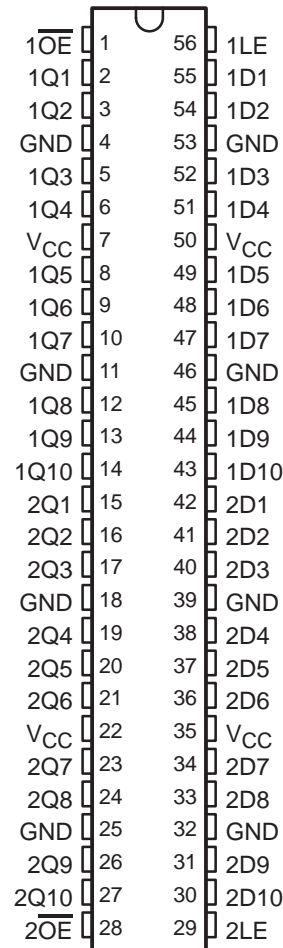 1O̅E̅ 1 56 1LE
1Q1 2 55 1D1
1Q2 3 54 1D2
GND 4 53 GND
1Q3 5 52 1D3
1Q4 6 51 1D4
VCC 7 50 VCC
1Q5 8 49 1D5
1Q6 9 48 1D6
1Q7 10 47 1D7
GND 11 46 GND
1Q8 12 45 1D8
1Q9 13 44 1D9
1Q10 14 43 1D10
2Q1 15 42 2D1
2Q2 16 41 2D2
2Q3 17 40 2D3
GND 18 39 GND
2Q4 19 38 2D4
2Q5 20 37 2D5
2Q6 21 36 2D6
VCC 22 35 VCC
2Q7 23 34 2D7
2Q8 24 33 2D8
GND 25 32 GND
2Q9 26 31 2D9
2Q10 27 30 2D10
2O̅E̅ 28 29 2LE